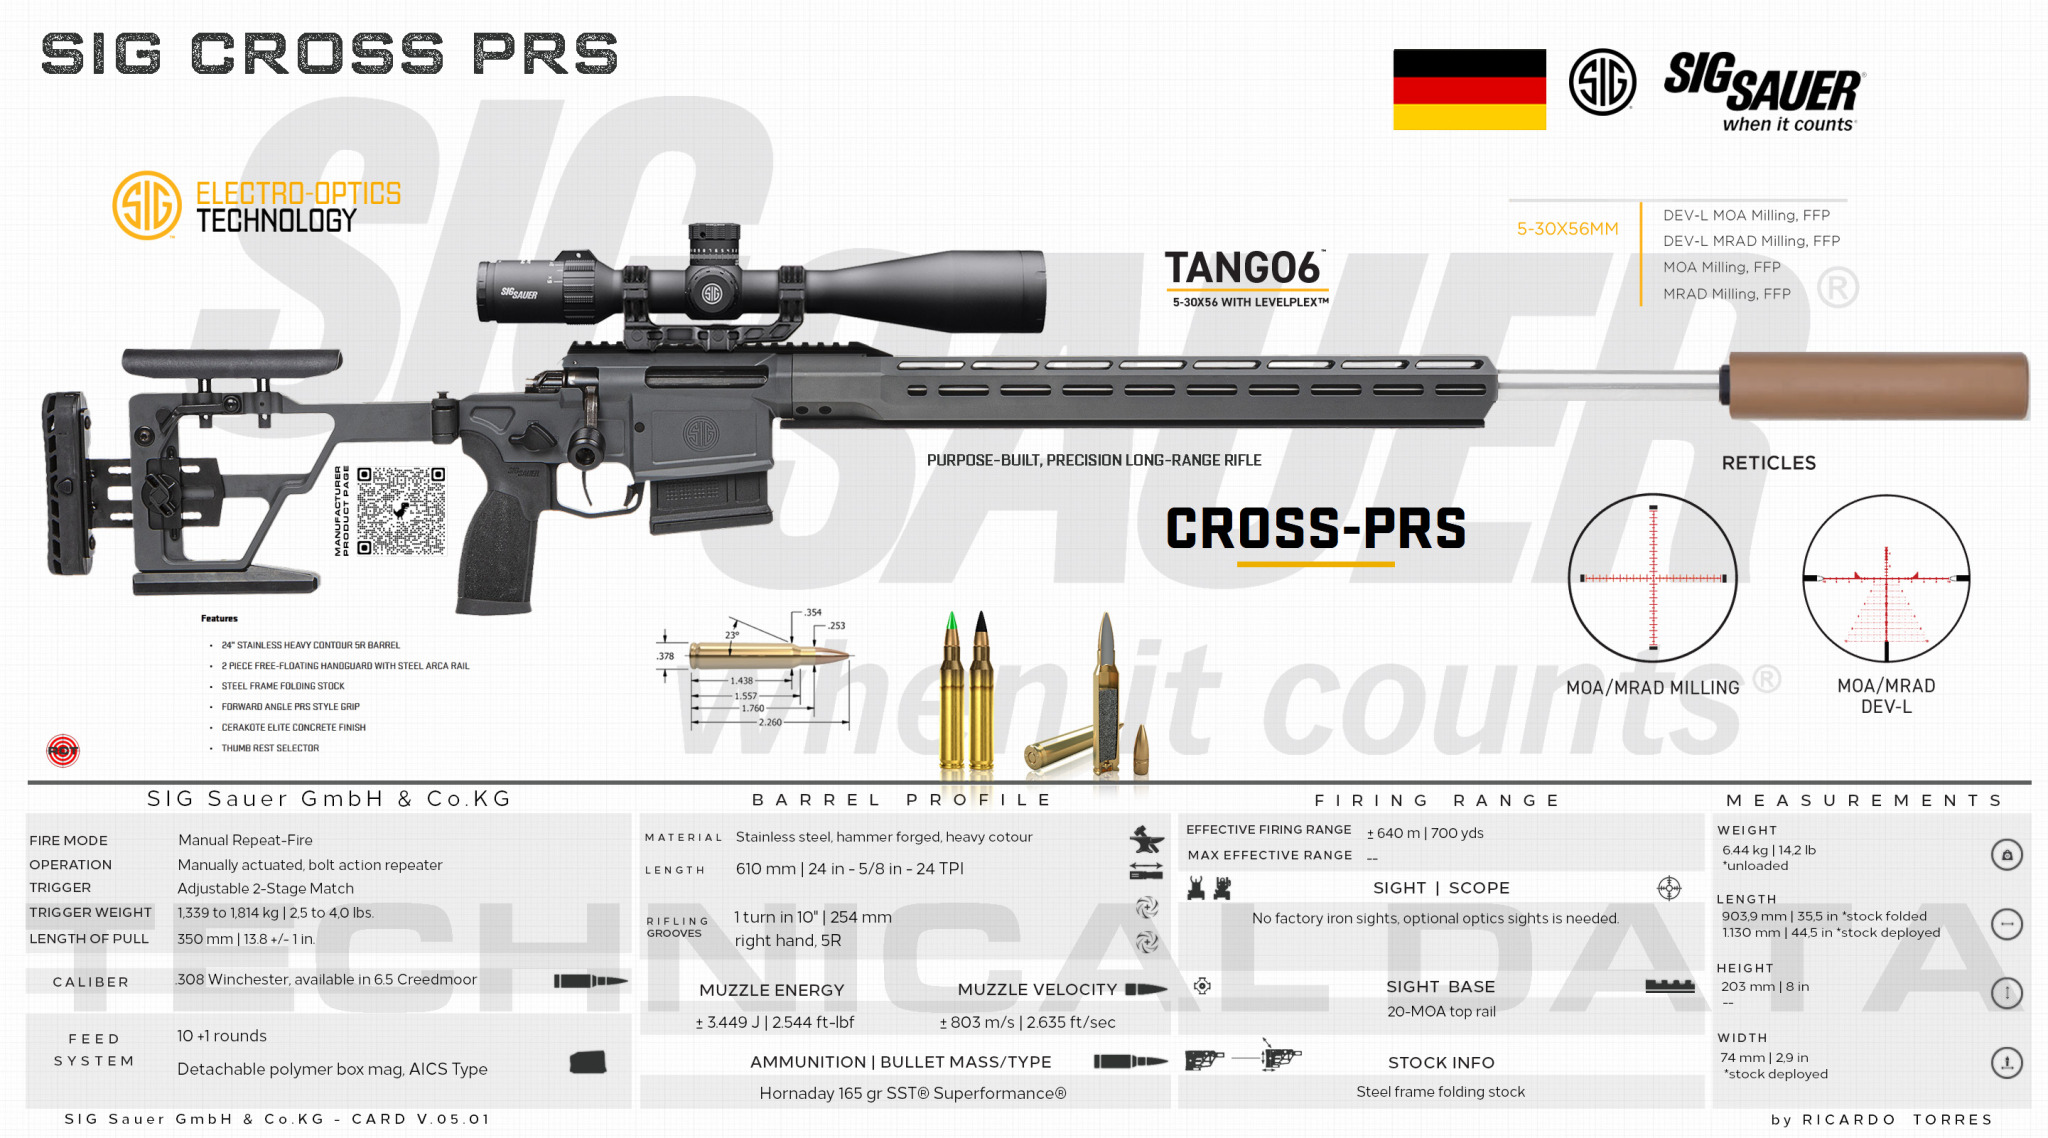 SIG CROSS PRS
SIG
SIG SAUER®
when it counts
SIG
ELECTRO-OPTICS
TECHNOLOGY
5-30X56MM
DEV-L MOA Milling, FFP
DEV-L MRAD Milling, FFP
MOA Milling, FFP
MRAD Milling, FFP
TANGO6™
5-30X56 WITH LEVELPLEX™
SIG SAUER
SIG
SIG SAUER®
when it counts®
SIG
SIG SAUER
MANUFACTURER
PRODUCT PAGE
PURPOSE-BUILT, PRECISION LONG-RANGE RIFLE
CROSS-PRS
RETICLES
MOA/MRAD MILLING
MOA/MRAD
DEV-L
Features
• 24" STAINLESS HEAVY CONTOUR 5R BARREL
• 2 PIECE FREE-FLOATING HANDGUARD WITH STEEL ARCA RAIL
• STEEL FRAME FOLDING STOCK
• FORWARD ANGLE PRS STYLE GRIP
• CERAKOTE ELITE CONCRETE FINISH
• THUMB REST SELECTOR
.354
.253
23°
.378
1.438
1.557
1.760
2.260
SIG Sauer GmbH & Co.KG
FIRE MODE Manual Repeat-Fire
OPERATION Manually actuated, bolt action repeater
TRIGGER Adjustable 2-Stage Match
TRIGGER WEIGHT 1,339 to 1,814 kg | 2,5 to 4,0 lbs.
LENGTH OF PULL 350 mm | 13.8 +/- 1 in.
CALIBER .308 Winchester, available in 6.5 Creedmoor
FEED
SYSTEM
10 +1 rounds
Detachable polymer box mag, AICS Type
BARREL PROFILE
MATERIAL Stainless steel, hammer forged, heavy cotour
LENGTH 610 mm | 24 in - 5/8 in - 24 TPI
RIFLING
GROOVES
1 turn in 10" | 254 mm
right hand, 5R
MUZZLE ENERGY
± 3.449 J | 2.544 ft-lbf
MUZZLE VELOCITY
± 803 m/s | 2.635 ft/sec
AMMUNITION | BULLET MASS/TYPE
Hornaday 165 gr SST® Superformance®
FIRING RANGE
EFFECTIVE FIRING RANGE ± 640 m | 700 yds
MAX EFFECTIVE RANGE --
SIGHT | SCOPE
No factory iron sights, optional optics sights is needed.
SIGHT BASE
20-MOA top rail
STOCK INFO
Steel frame folding stock
MEASUREMENTS
WEIGHT
6.44 kg | 14,2 lb
*unloaded
LENGTH
903,9 mm | 35,5 in *stock folded
1.130 mm | 44,5 in *stock deployed
HEIGHT
203 mm | 8 in
--
WIDTH
74 mm | 2,9 in
*stock deployed
TECHNICAL DATA
SIG Sauer GmbH & Co.KG - CARD V.05.01
by RICARDO TORRES